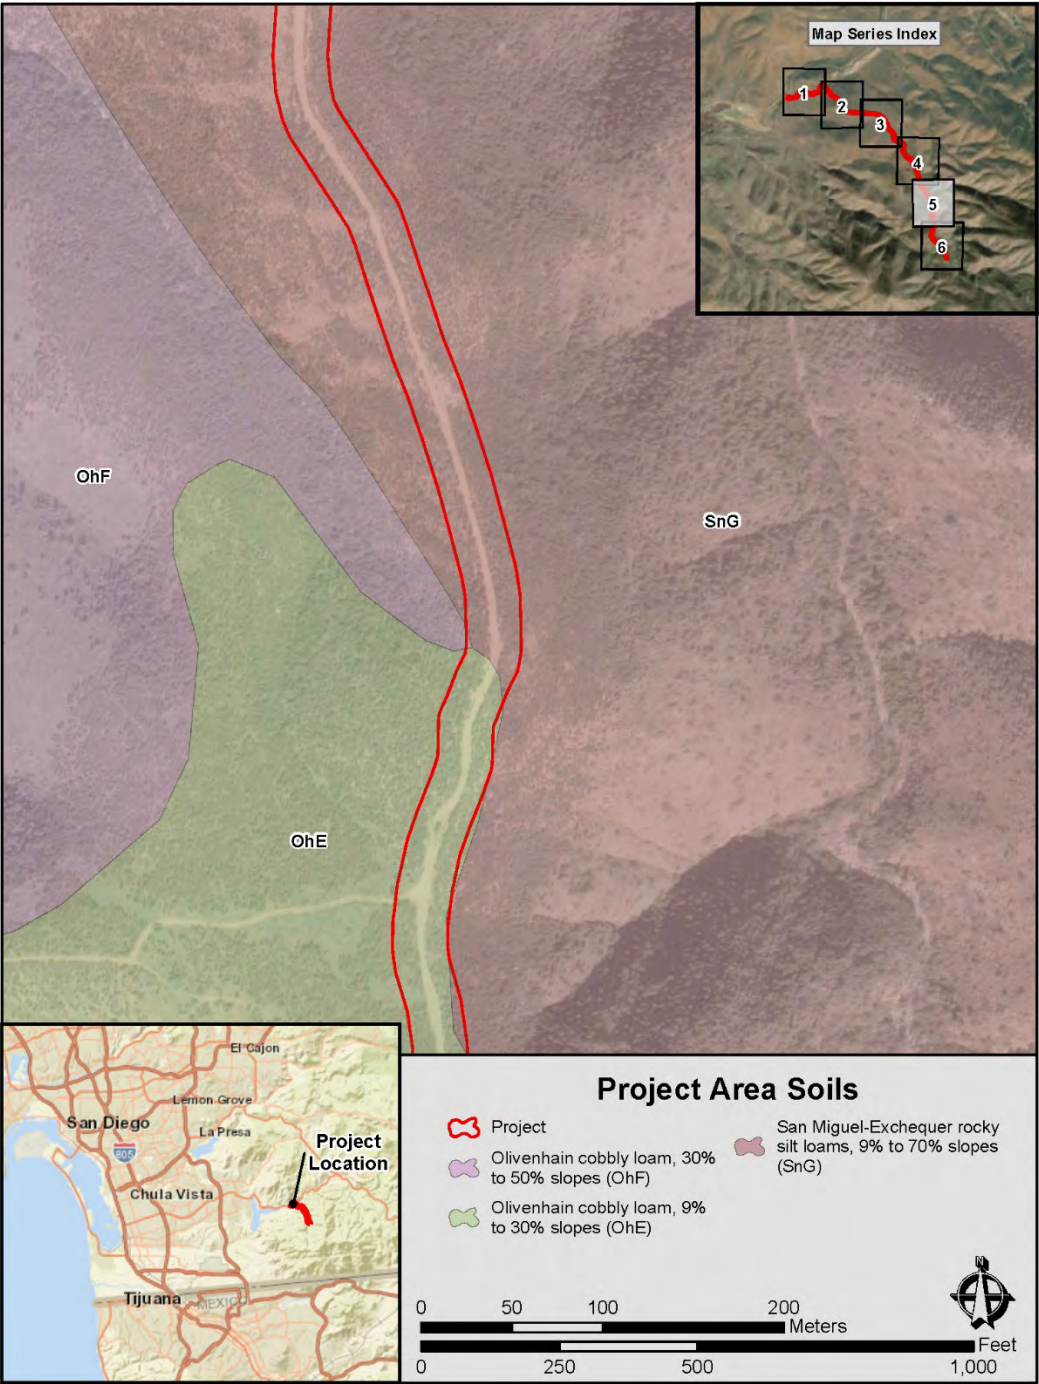 Map Series Index
1
2
3
4
5
6
OhF
SnG
OhE
El Cajon
Lemon Grove
San Diego
La Presa
805
Project
Location
Chula Vista
Tijuana
MEXICO
Project Area Soils
Project
Olivenhain cobbly loam, 30%
to 50% slopes (OhF)
Olivenhain cobbly loam, 9%
to 30% slopes (OhE)
San Miguel-Exchequer rocky
silt loams, 9% to 70% slopes
(SnG)
N
0 50 100 200
Meters
Feet
0 250 500 1,000